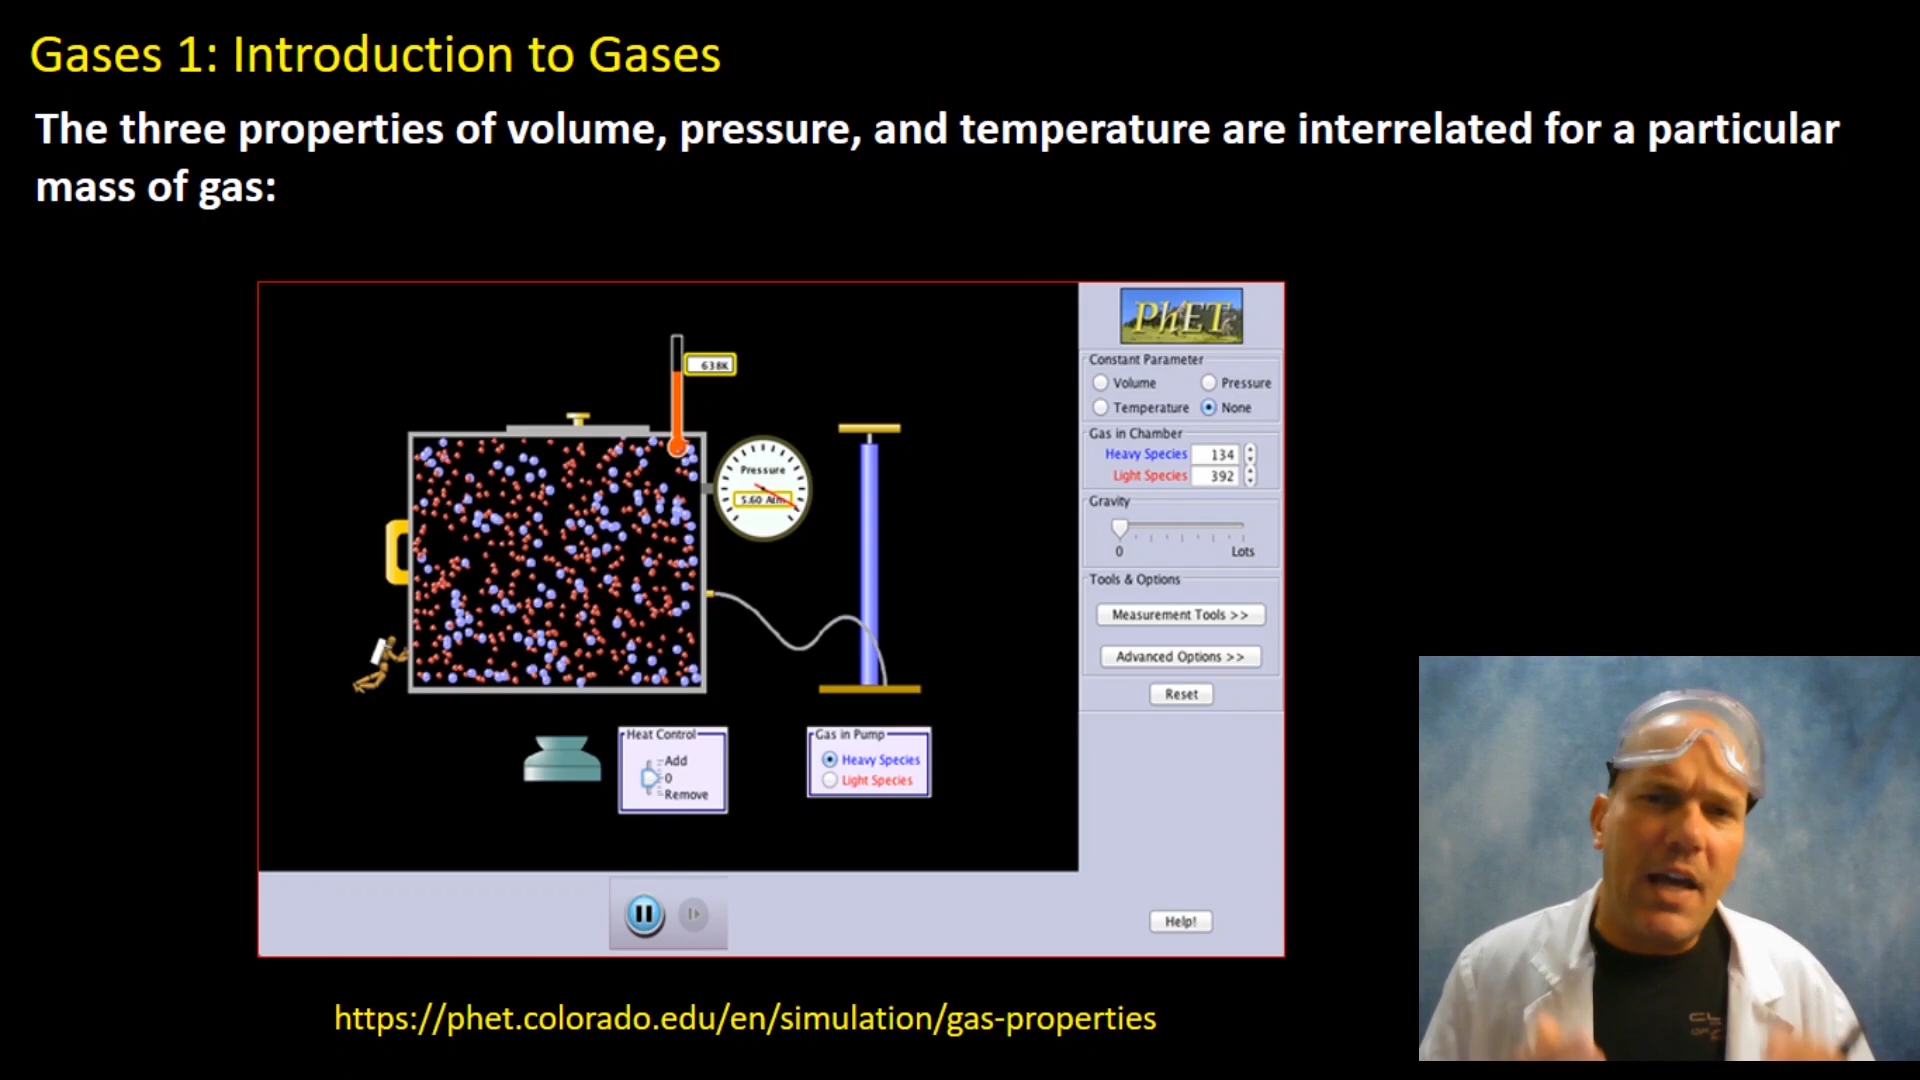 Gases 1: Introduction to Gases
The three properties of volume, pressure, and temperature are interrelated for a particular
mass of gas:
PhET
638K
Constant Parameter
Volume
Pressure
Temperature
None
Pressure
5.60 Atm
Gas in Chamber
Heavy Species 134
Light Species 392
Gravity
0
Lots
Tools & Options
Measurement Tools >>
Advanced Options >>
Reset
Heat Control
Add
0
Remove
Gas in Pump
Heavy Species
Light Species
Help!
https://phet.colorado.edu/en/simulation/gas-properties